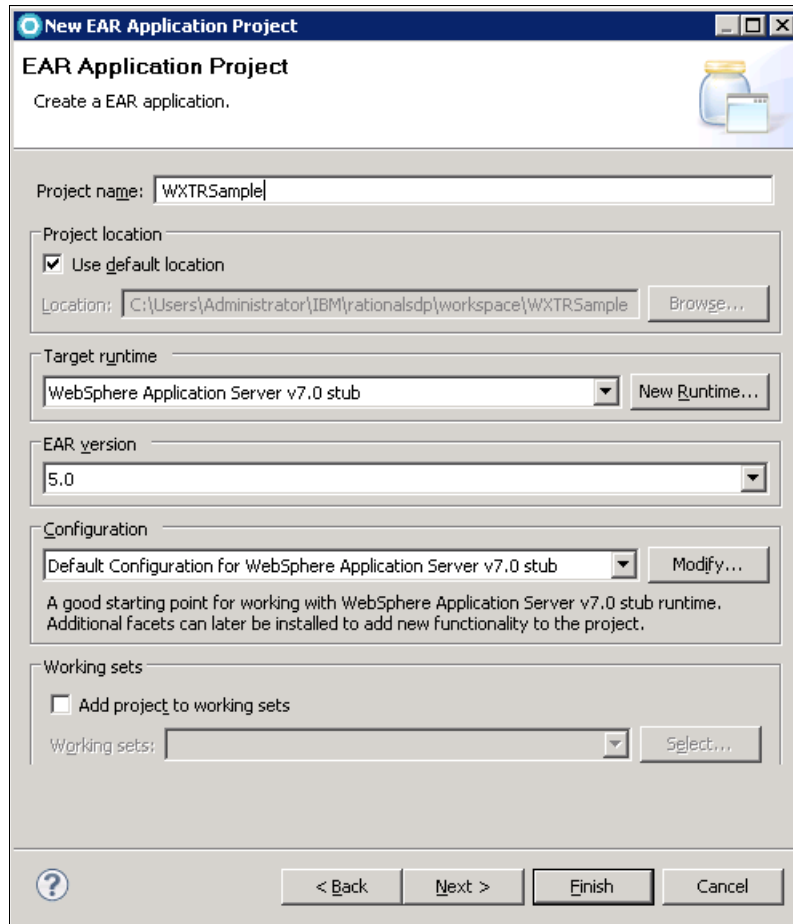 New EAR Application Project
EAR Application Project
Create a EAR application.
Project name: WXTRSample
Project location
Use default location
Location: C:\Users\Administrator\IBM\rationalsdp\workspace\WXTRSample Browse...
Target runtime
WebSphere Application Server v7.0 stub New Runtime...
EAR version
5.0
Configuration
Default Configuration for WebSphere Application Server v7.0 stub Modify...
A good starting point for working with WebSphere Application Server v7.0 stub runtime.
Additional facets can later be installed to add new functionality to the project.
Working sets
Add project to working sets
Working sets: Select...
? < Back Next > Finish Cancel